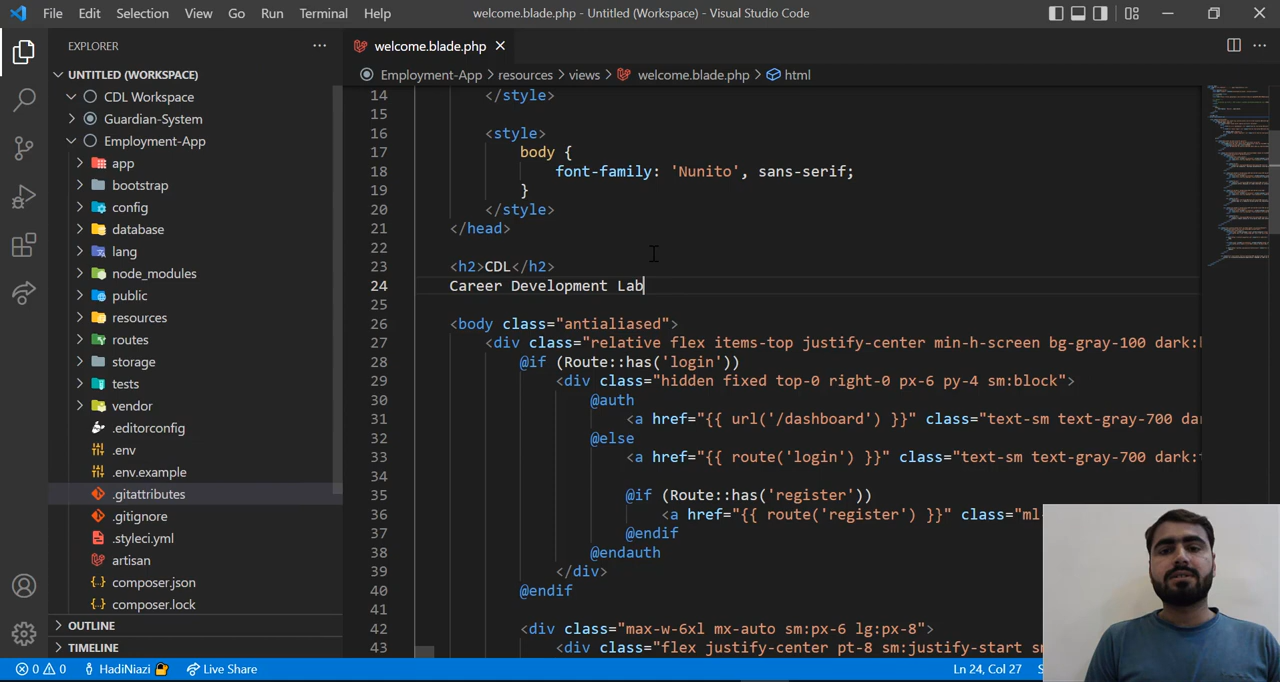 File Edit Selection View Go Run Terminal Help welcome.blade.php - Untitled (Workspace) - Visual Studio Code
EXPLORER
UNTITLED (WORKSPACE)
CDL Workspace
Guardian-System
Employment-App
app
bootstrap
config
database
lang
node_modules
public
resources
routes
storage
tests
vendor
.editorconfig
.env
.env.example
.gitattributes
.gitignore
.styleci.yml
artisan
composer.json
composer.lock
OUTLINE
TIMELINE
welcome.blade.php
Employment-App > resources > views > welcome.blade.php > html
14 </style>
15
16 <style>
17 body {
18 font-family: 'Nunito', sans-serif;
19 }
20 </style>
21 </head>
22
23 <h2>CDL</h2>
24 Career Development Lab
25
26 <body class="antialiased">
27 <div class="relative flex items-top justify-center min-h-screen bg-gray-100 dark:
28 @if (Route::has('login'))
29 <div class="hidden fixed top-0 right-0 px-6 py-4 sm:block">
30 @auth
31 <a href="{{ url('/dashboard') }}" class="text-sm text-gray-700 da
32 @else
33 <a href="{{ route('login') }}" class="text-sm text-gray-700 dark:
34
35 @if (Route::has('register'))
36 <a href="{{ route('register') }}" class="ml-
37 @endif
38 @endauth
39 </div>
40 @endif
41
42 <div class="max-w-6xl mx-auto sm:px-6 lg:px-8">
43 <div class="flex justify-center pt-8 sm:justify-start s
0 0 HadiNiazi Live Share Ln 24, Col 27